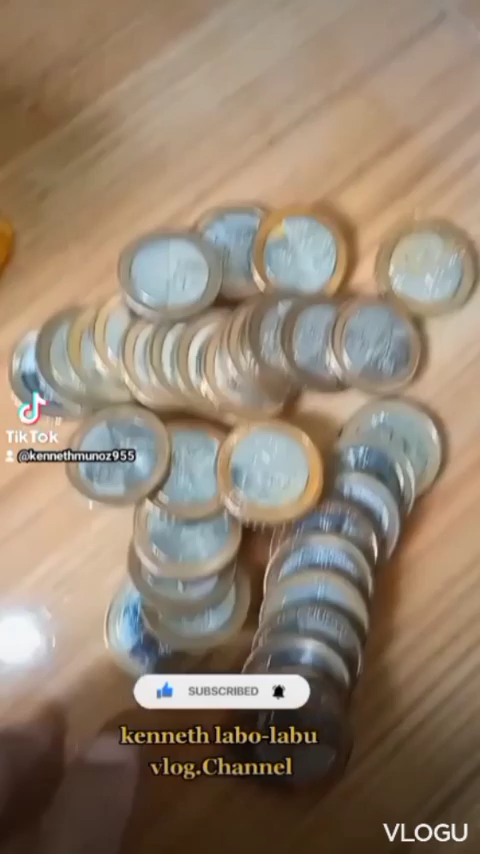 TikTok
@kennethmunoz955
SUBSCRIBED
kenneth labo-labu
vlog.Channel
VLOGU